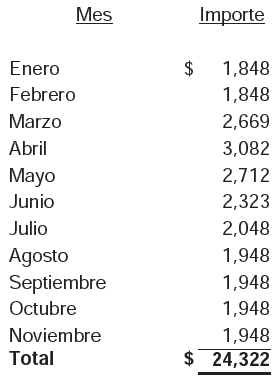 Mes Importe
Enero $ 1,848
Febrero 1,848
Marzo 2,669
Abril 3,082
Mayo 2,712
Junio 2,323
Julio 2,048
Agosto 1,948
Septiembre 1,948
Octubre 1,948
Noviembre 1,948
Total $ 24,322